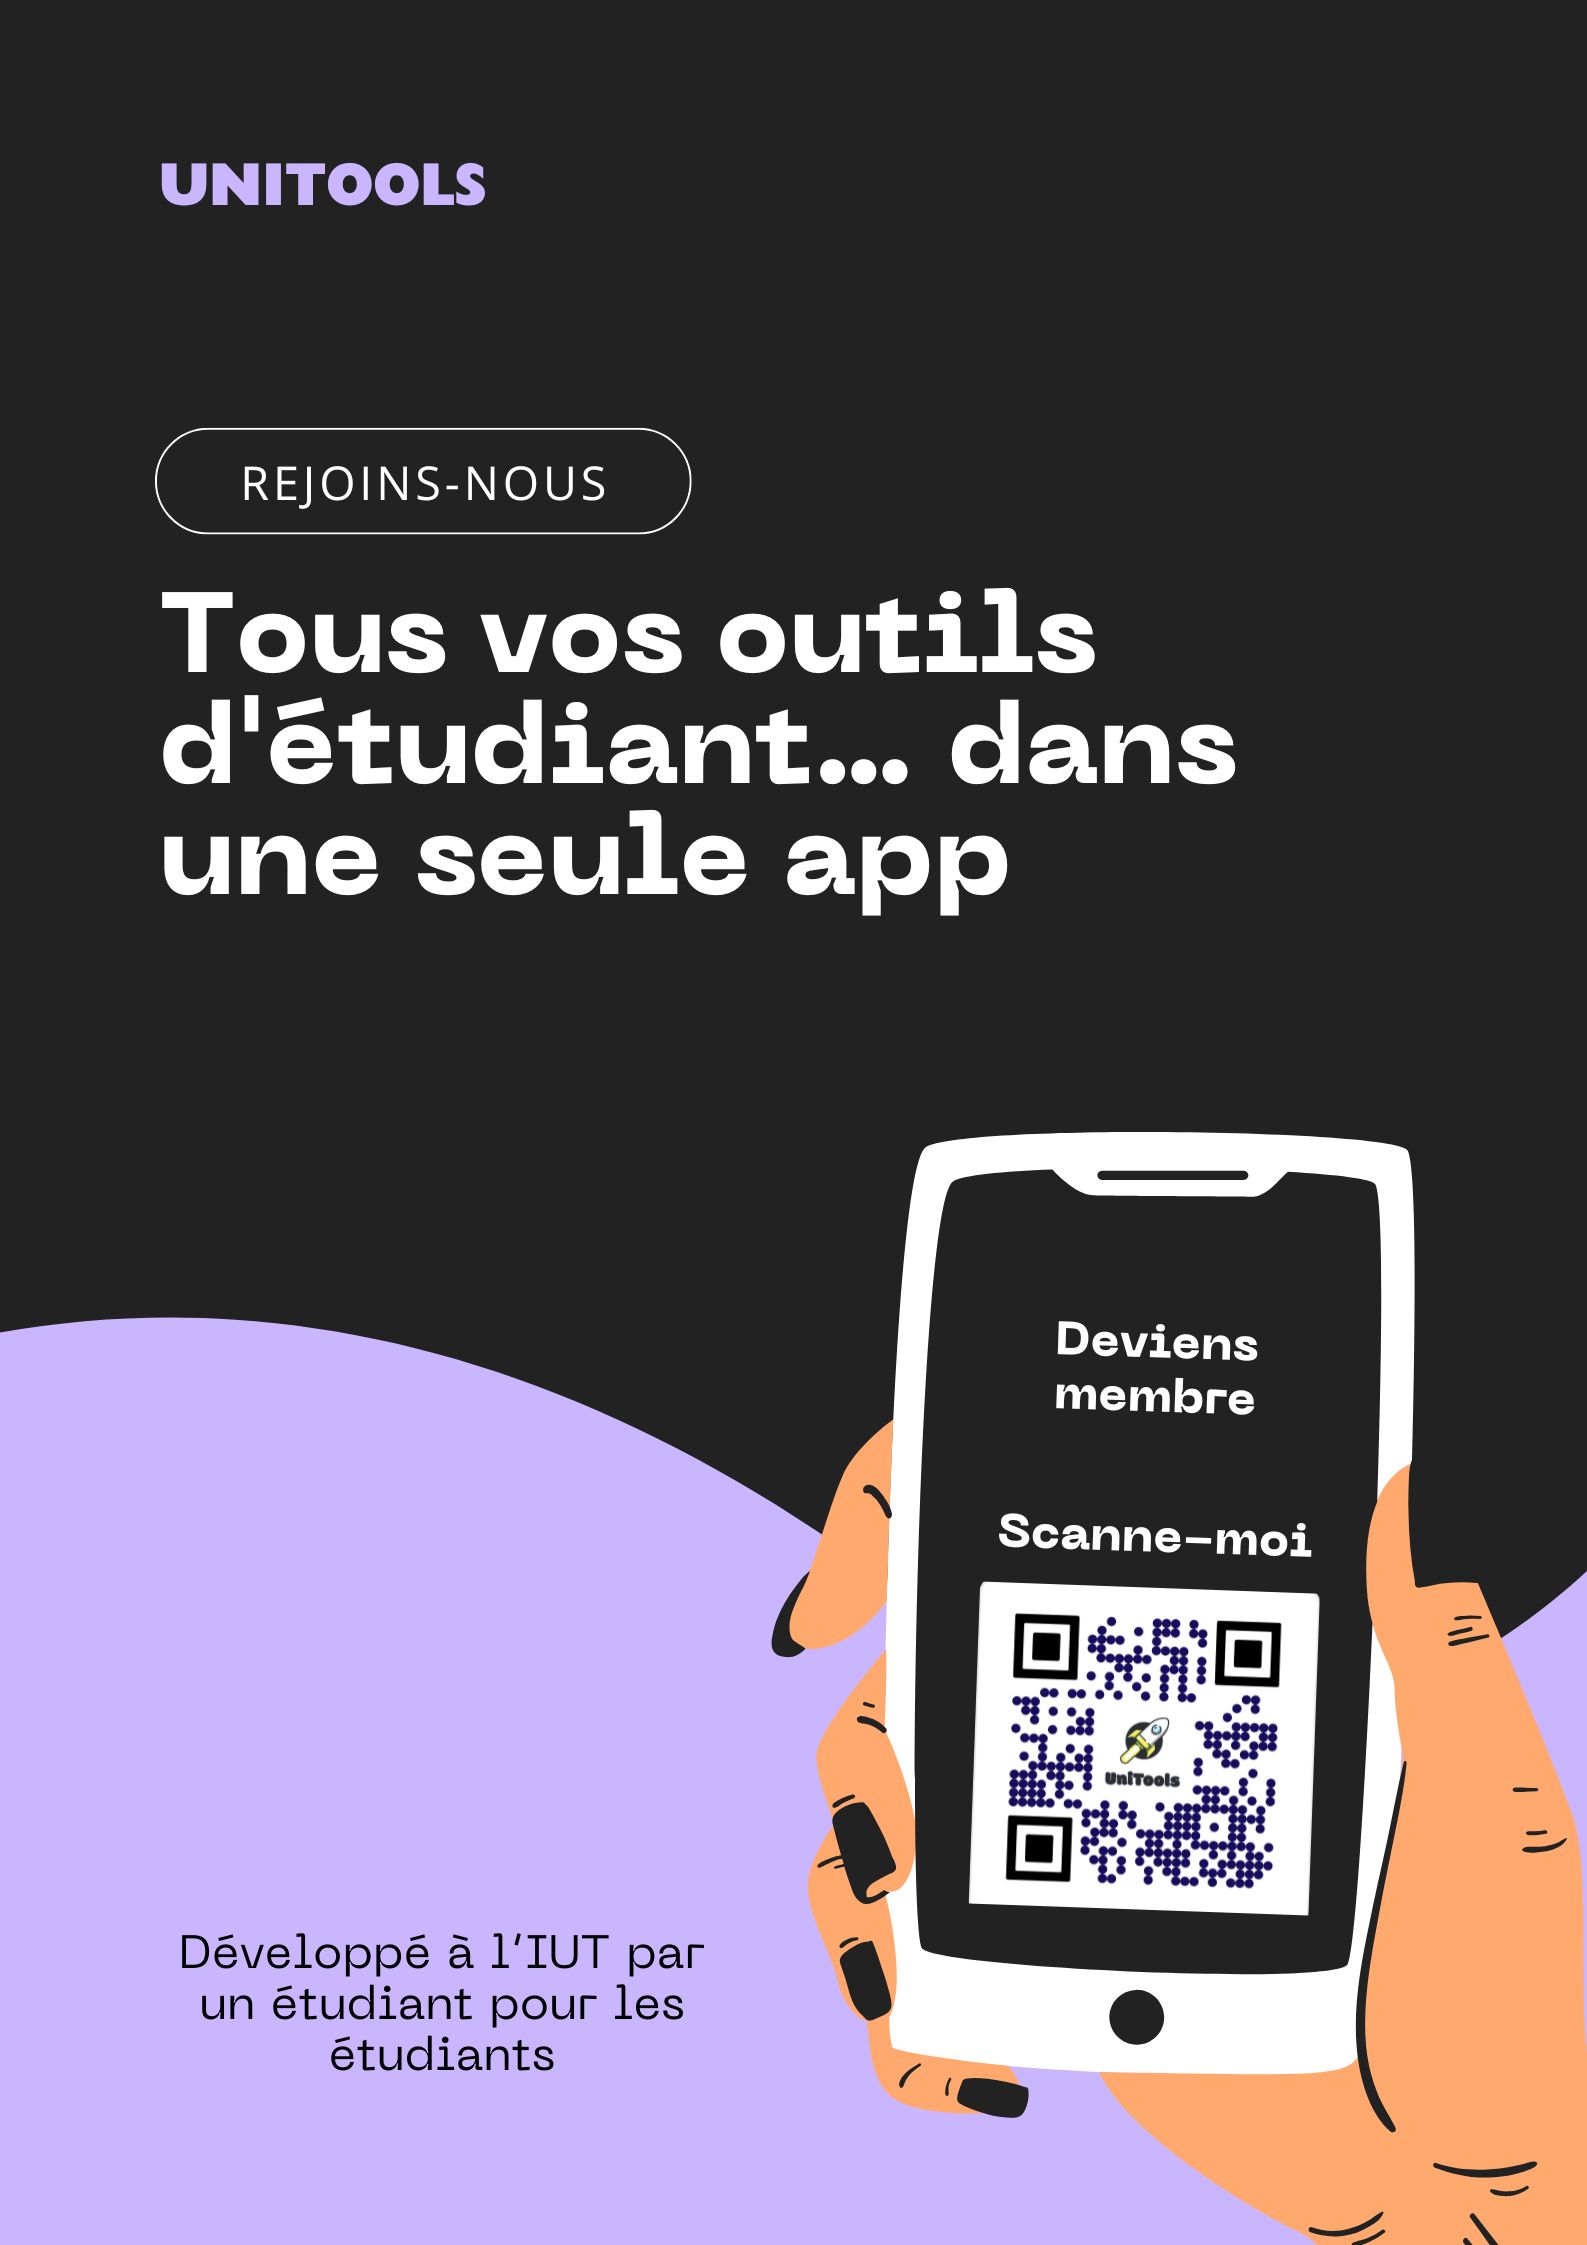 UNITOOLS
REJOINS-NOUS
Tous vos outils
d'étudiant... dans
une seule app
Deviens
membre
Scanne-moi
UniTools
Développé à l'IUT par
un étudiant pour les
étudiants